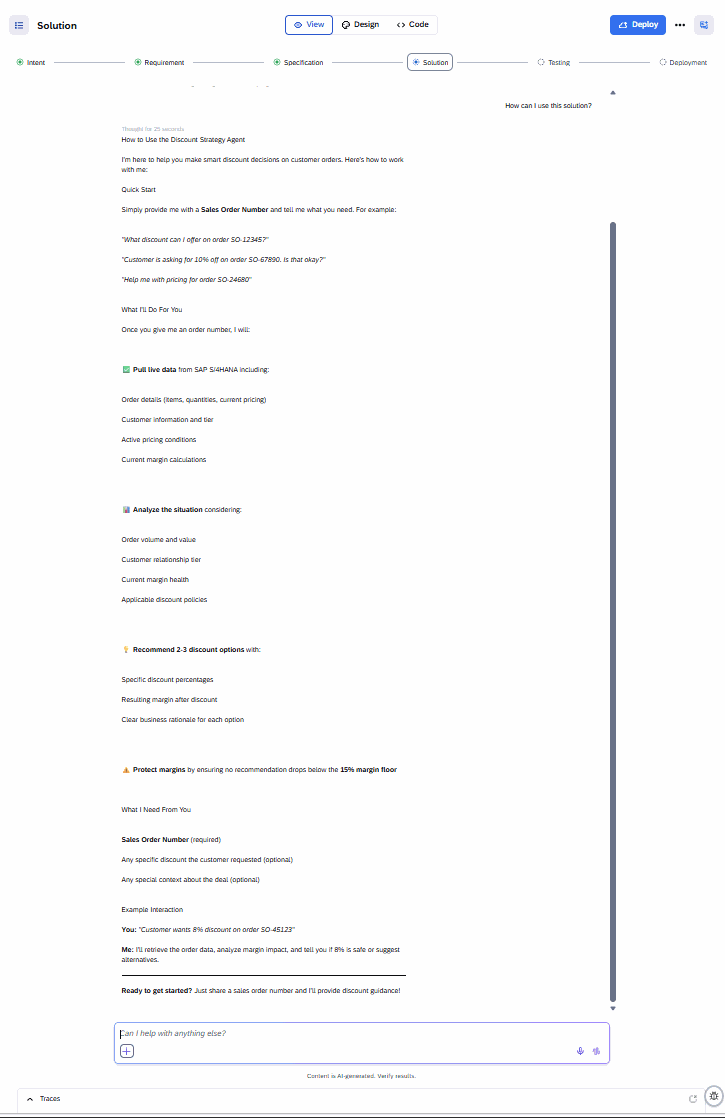 Solution
View
Design
<> Code
Deploy
Intent
Requirement
Specification
Solution
Testing
Deployment
How can I use this solution?
Thought for 25 seconds
How to Use the Discount Strategy Agent
I'm here to help you make smart discount decisions on customer orders. Here's how to work
with me:
Quick Start
Simply provide me with a Sales Order Number and tell me what you need. For example:
"What discount can I offer on order SO-12345?"
"Customer is asking for 10% off on order SO-67890. Is that okay?"
"Help me with pricing for order SO-24680"
What I'll Do For You
Once you give me an order number, I will:
✅ Pull live data from SAP S/4HANA including:
Order details (items, quantities, current pricing)
Customer information and tier
Active pricing conditions
Current margin calculations
📊 Analyze the situation considering:
Order volume and value
Customer relationship tier
Current margin health
Applicable discount policies
💡 Recommend 2-3 discount options with:
Specific discount percentages
Resulting margin after discount
Clear business rationale for each option
⚠️ Protect margins by ensuring no recommendation drops below the 15% margin floor
What I Need From You
Sales Order Number (required)
Any specific discount the customer requested (optional)
Any special context about the deal (optional)
Example Interaction
You: "Customer wants 8% discount on order SO-45123"
Me: I'll retrieve the order data, analyze margin impact, and tell you if 8% is safe or suggest
alternatives.
Ready to get started? Just share a sales order number and I'll provide discount guidance!
Can I help with anything else?
Content is AI-generated. Verify results.
Traces